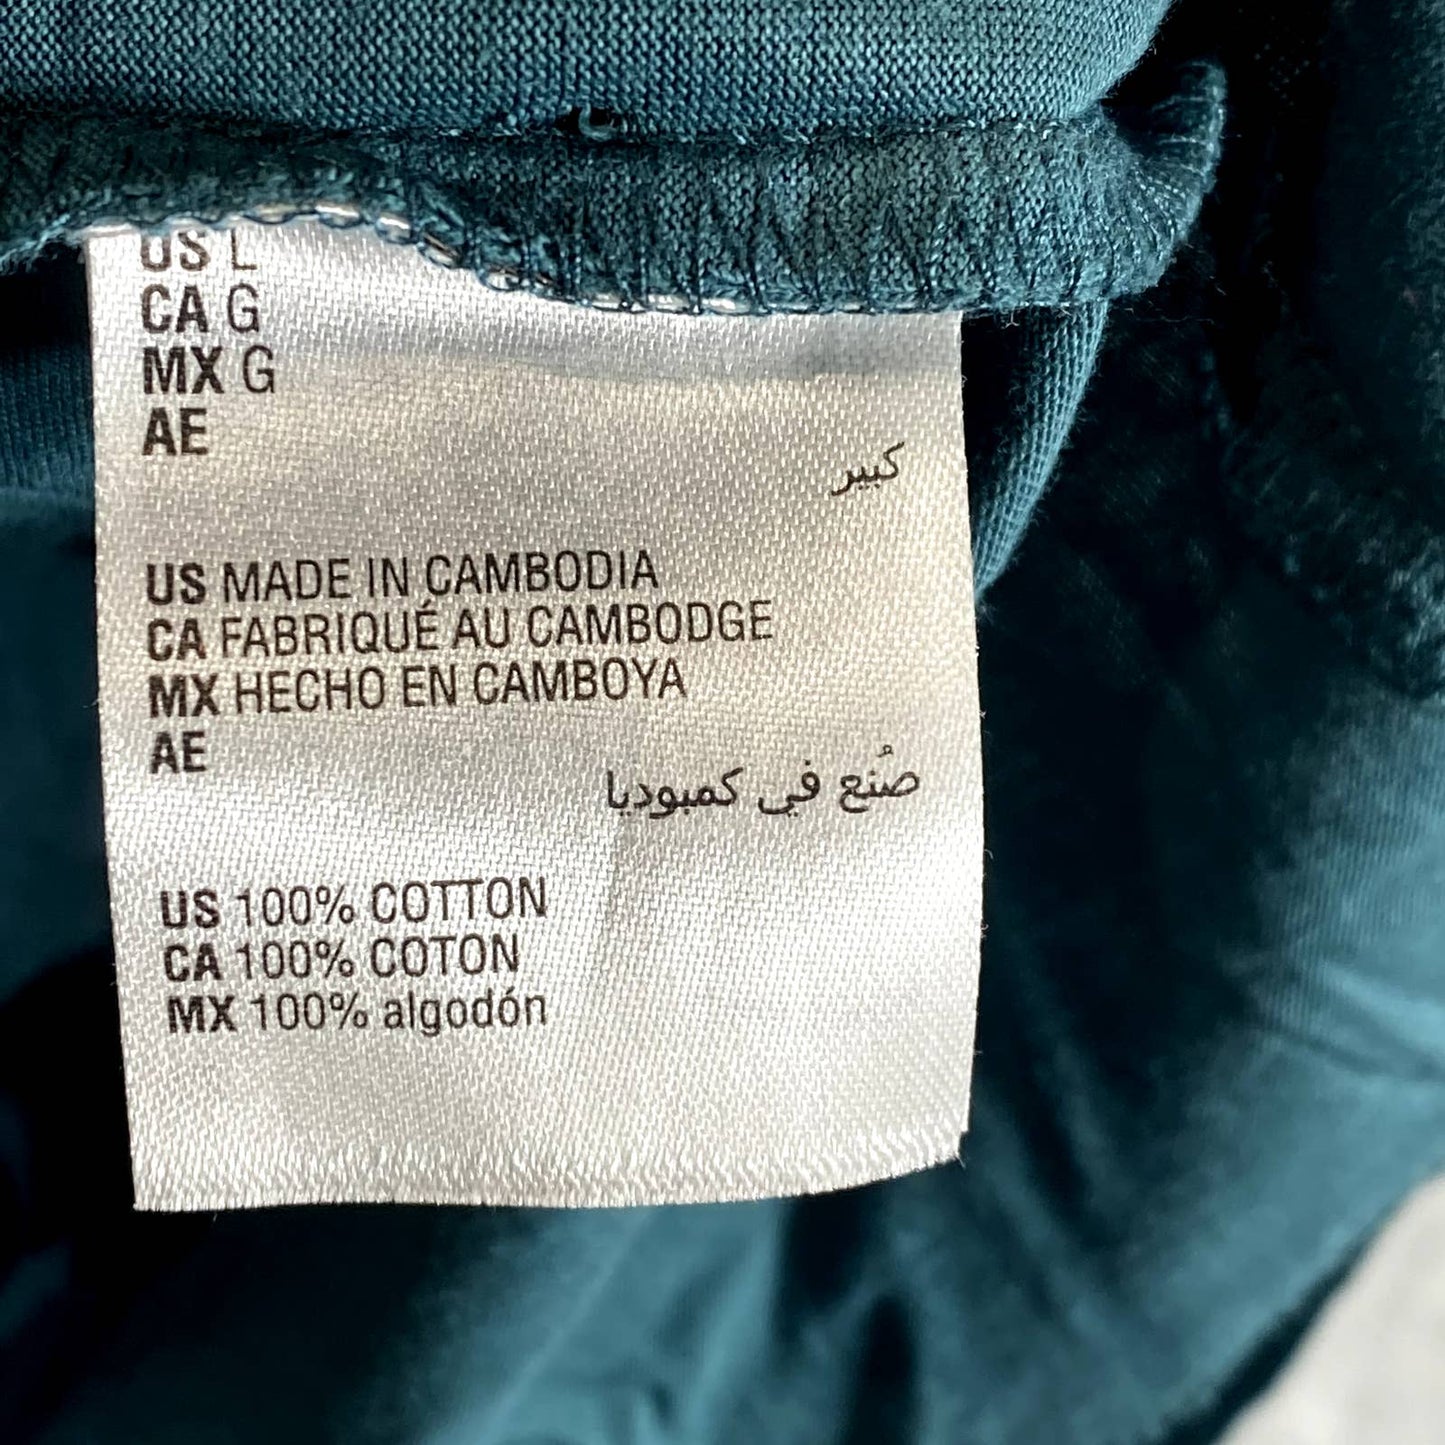 US L
CA G
MX G
AE
كبير
US MADE IN CAMBODIA
CA FABRIQUÉ AU CAMBODGE
MX HECHO EN CAMBOYA
AE
صُنع في كمبوديا
US 100% COTTON
CA 100% COTON
MX 100% algodón